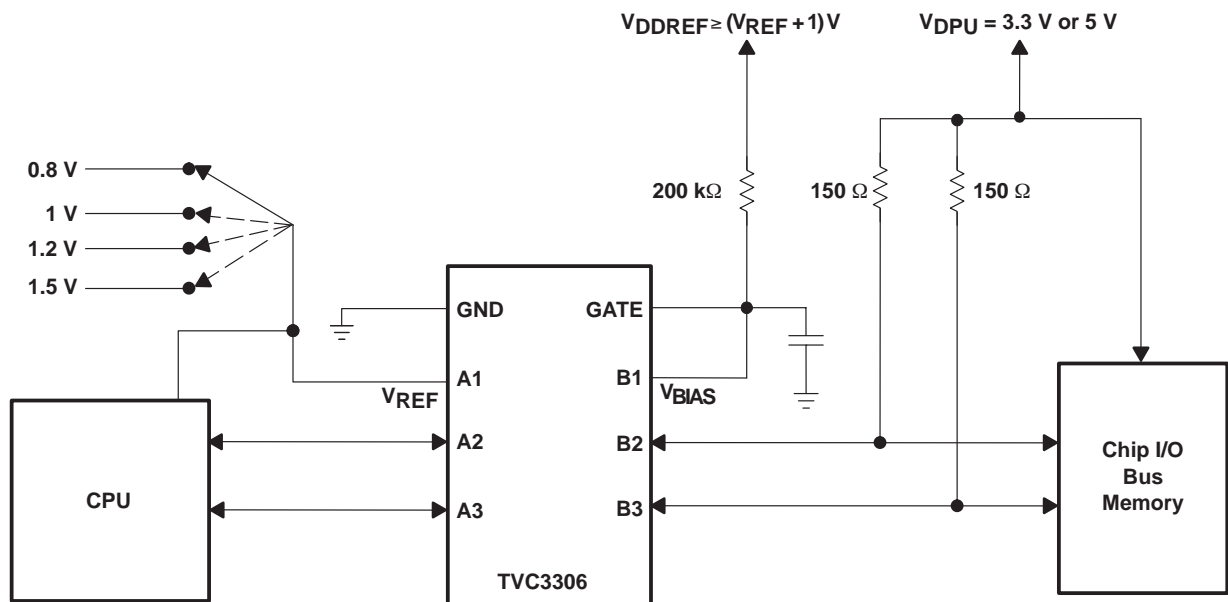 VDDREF ≥ (VREF + 1) V
VDPU = 3.3 V or 5 V
0.8 V
1 V
1.2 V
1.5 V
200 kΩ
150 Ω
150 Ω
GND
GATE
A1
B1
VREF
VBIAS
A2
B2
A3
B3
CPU
Chip I/O
Bus
Memory
TVC3306